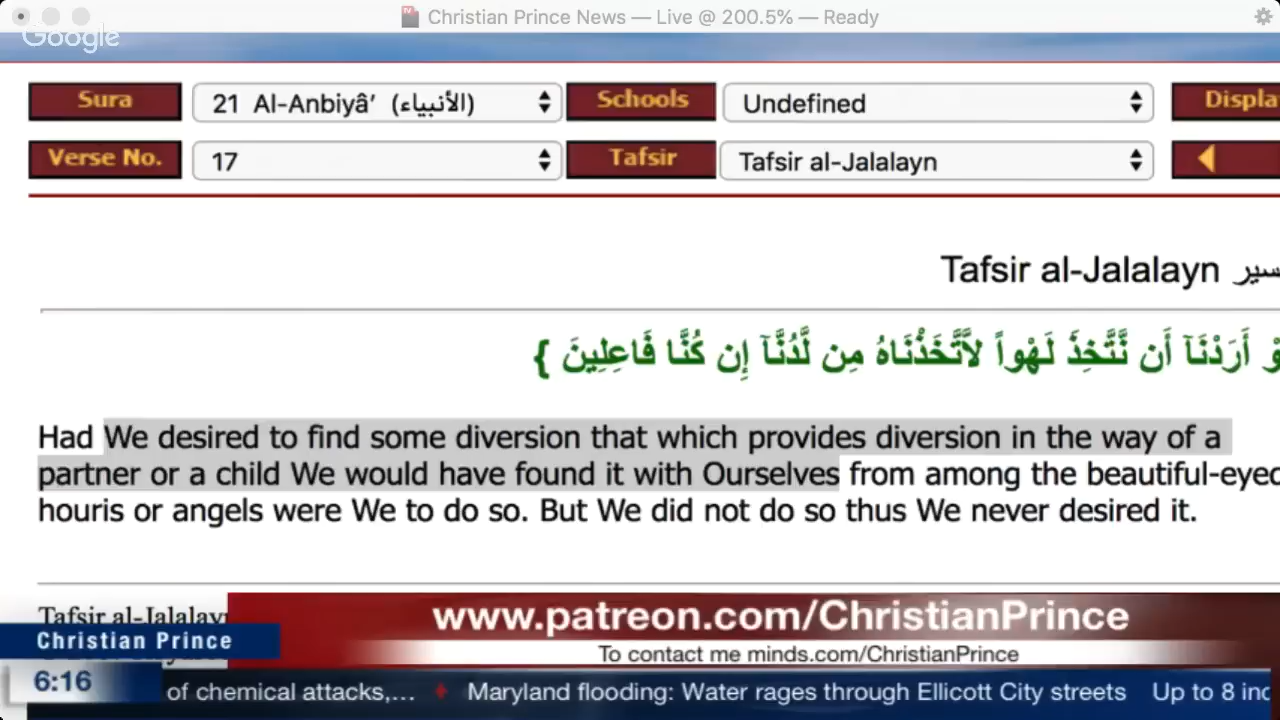 Christian Prince News — Live @ 200.5% — Ready
Google
Sura
21 Al-Anbiyâ’ (الأنبياء)
Schools
Undefined
Verse No.
17
Tafsir
Tafsir al-Jalalayn
Tafsir al-Jalalayn
أَرَدْنَآ أَن نَّتَّخِذَ لَهْواً لاَّتَّخَذْنَاهُ مِن لَّدُنَّآ إِن كُنَّا فَاعِلِينَ }
Had We desired to find some diversion that which provides diversion in the way of a
partner or a child We would have found it with Ourselves from among the beautiful-eyed
houris or angels were We to do so. But We did not do so thus We never desired it.
Tafsir al-Jalalayn
www.patreon.com/ChristianPrince
Christian Prince
To contact me minds.com/ChristianPrince
6:16
of chemical attacks,... Maryland flooding: Water rages through Ellicott City streets Up to 8